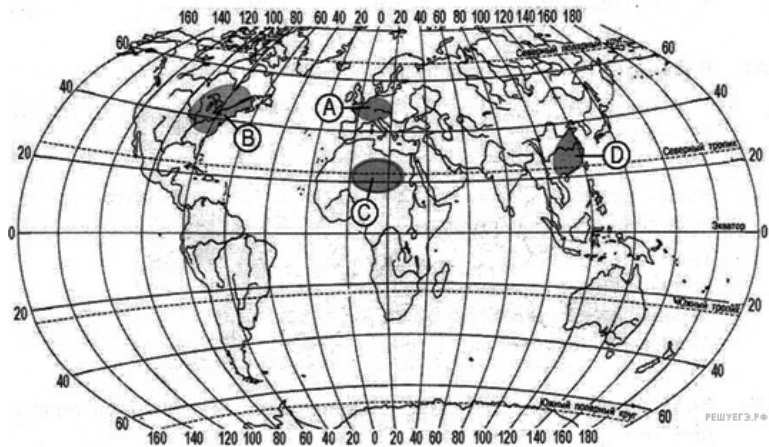 160 140 120 100 80 60 40 20 0 20 40 60 80 100 120 140 160 180
60 Северный полярный круг 60
40 A 40
B
20 Северный тропик 20
D
C
0 Экватор 0
20 Южный тропик 20
40 40
60 Южный полярный круг 60
РЕШУЕГЭ.РФ
160 140 120 100 80 60 40 20 0 20 40 60 80 100 120 140 160 180